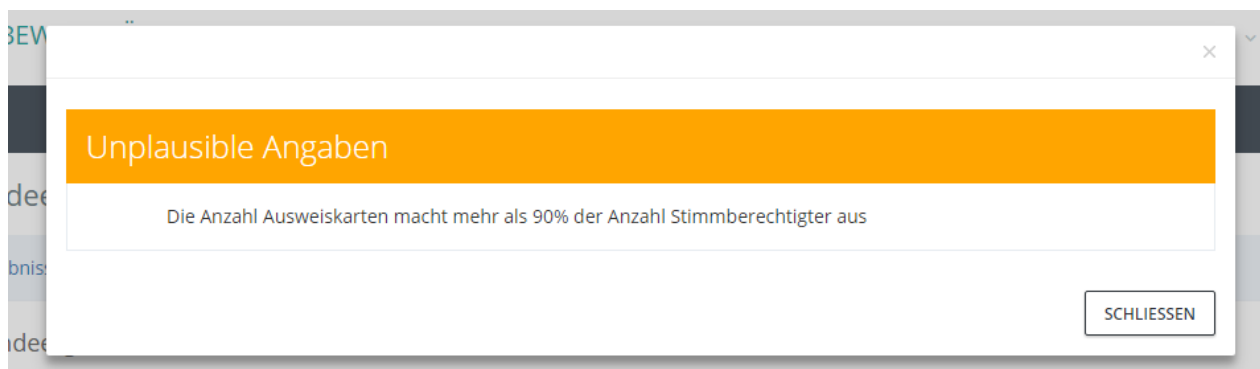 ×
Unplausible Angaben
Die Anzahl Ausweiskarten macht mehr als 90% der Anzahl Stimmberechtigter aus
SCHLIESSEN